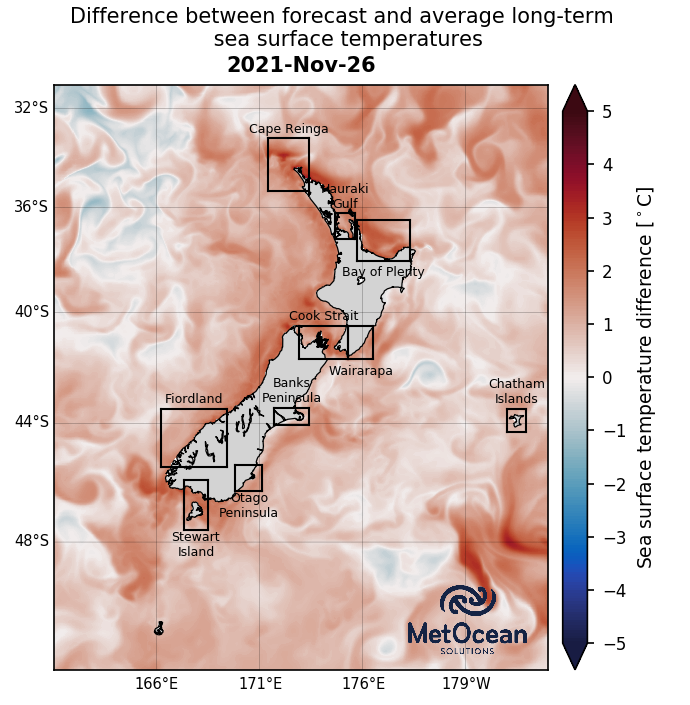 Difference between forecast and average long-term
sea surface temperatures
2021-Nov-26
32°S
36°S
40°S
44°S
48°S
166°E
171°E
176°E
179°W
Cape Reinga
Hauraki
Gulf
Bay of Plenty
Cook Strait
Wairarapa
Banks
Peninsula
Fiordland
Chatham
Islands
Otago
Peninsula
Stewart
Island
MetOcean
SOLUTIONS
5
4
3
2
1
0
−1
−2
−3
−4
−5
Sea surface temperature difference [°C]